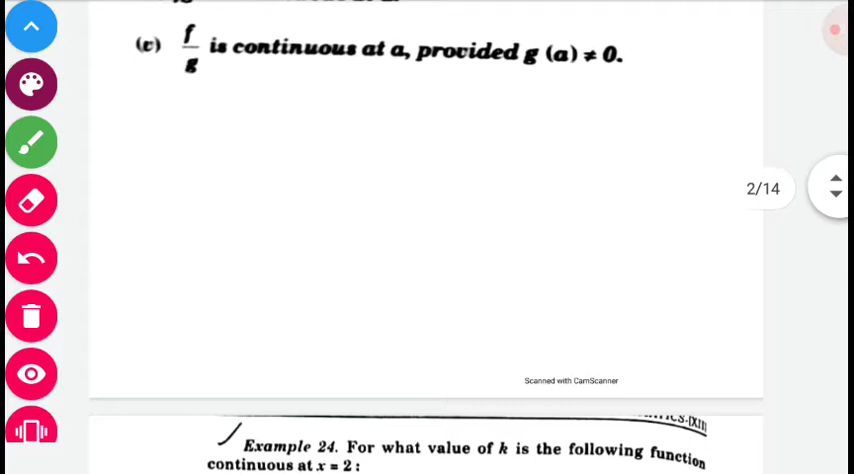 (c) f/g is continuous at a, provided g (a) ≠ 0.
2/14
Scanned with CamScanner
Example 24. For what value of k is the following function
continuous at x = 2 :